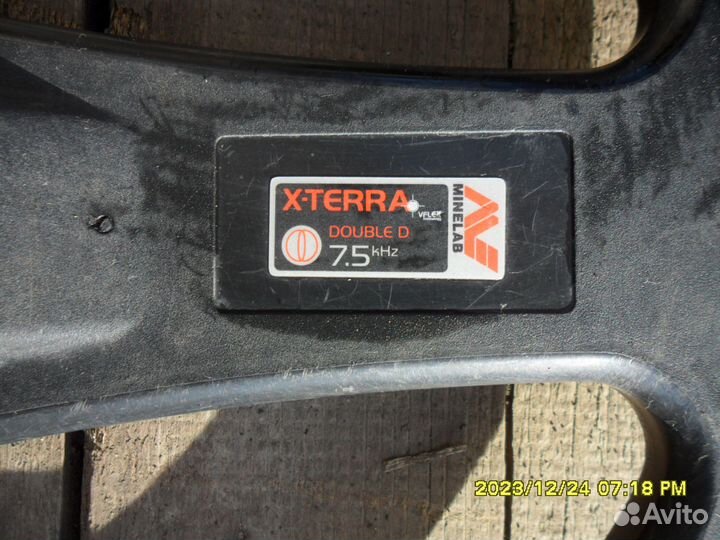 X-TERRA
VFLEX
DOUBLE D
7.5 kHz
MINELAB
2023/12/24 07:18 PM
Avito